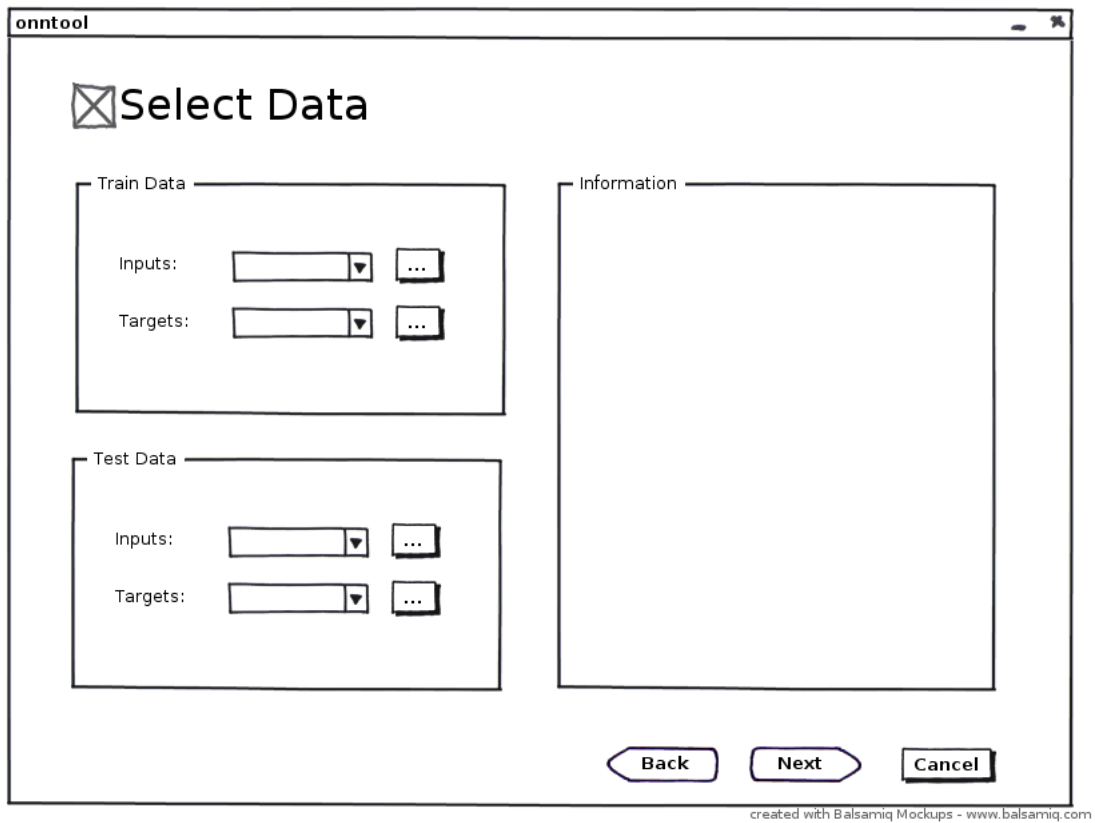 onntool
Select Data
Train Data
Inputs:
...
Targets:
...
Test Data
Inputs:
...
Targets:
...
Information
Back
Next
Cancel
created with Balsamiq Mockups - www.balsamiq.com